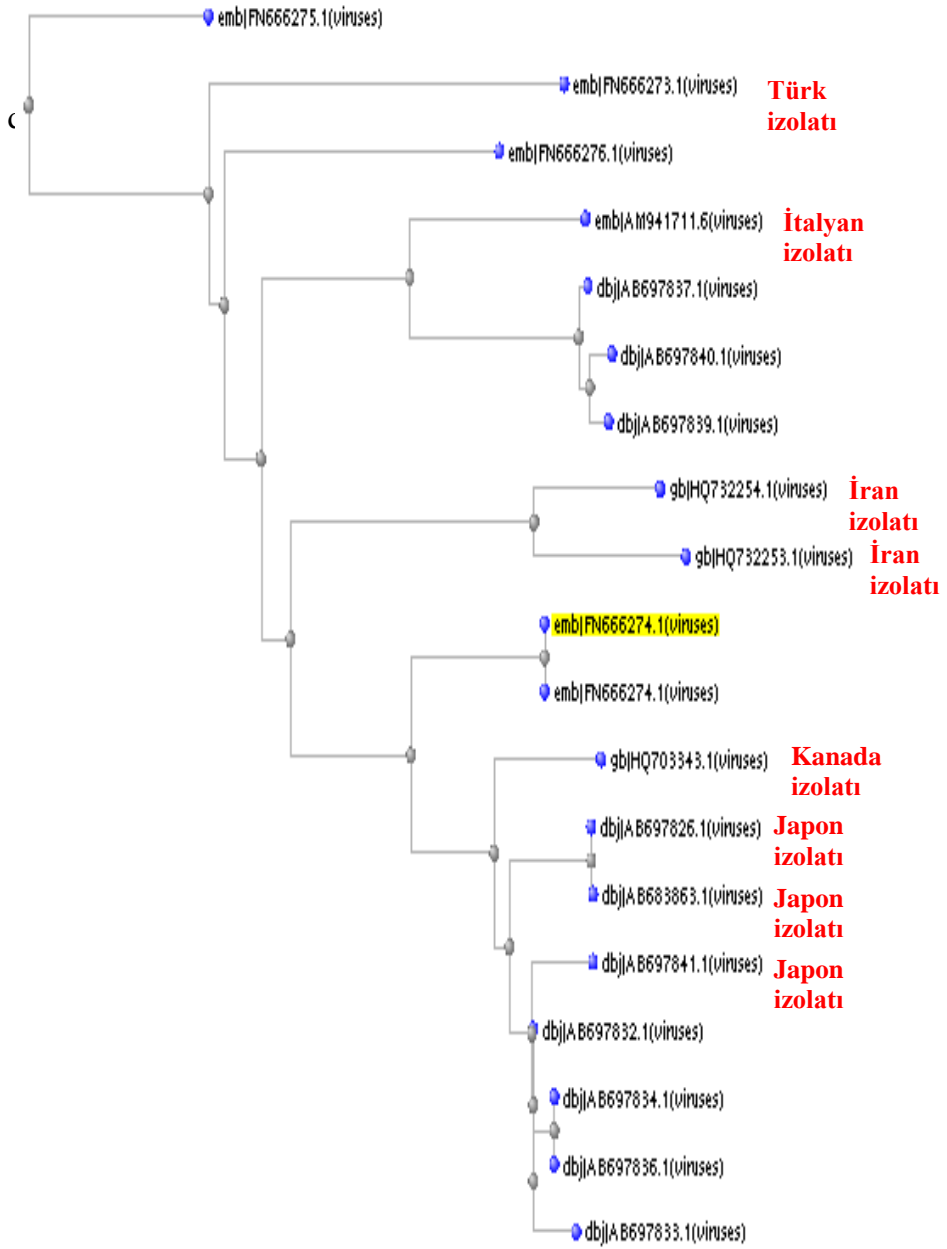 emb|FN666275.1(viruses)
emb|FN666273.1(viruses)
Türk
izolatı
emb|FN666276.1(viruses)
emb|AM941711.6(viruses)
İtalyan
izolatı
dbj|AB697837.1(viruses)
dbj|AB697840.1(viruses)
dbj|AB697839.1(viruses)
gb|HQ732254.1(viruses)
İran
izolatı
gb|HQ732253.1(viruses)
İran
izolatı
emb|FN666274.1(viruses)
emb|FN666274.1(viruses)
gb|HQ703343.1(viruses)
Kanada
izolatı
dbj|AB697826.1(viruses)
Japon
izolatı
dbj|AB683863.1(viruses)
Japon
izolatı
dbj|AB697841.1(viruses)
Japon
izolatı
dbj|AB697832.1(viruses)
dbj|AB697834.1(viruses)
dbj|AB697836.1(viruses)
dbj|AB697833.1(viruses)